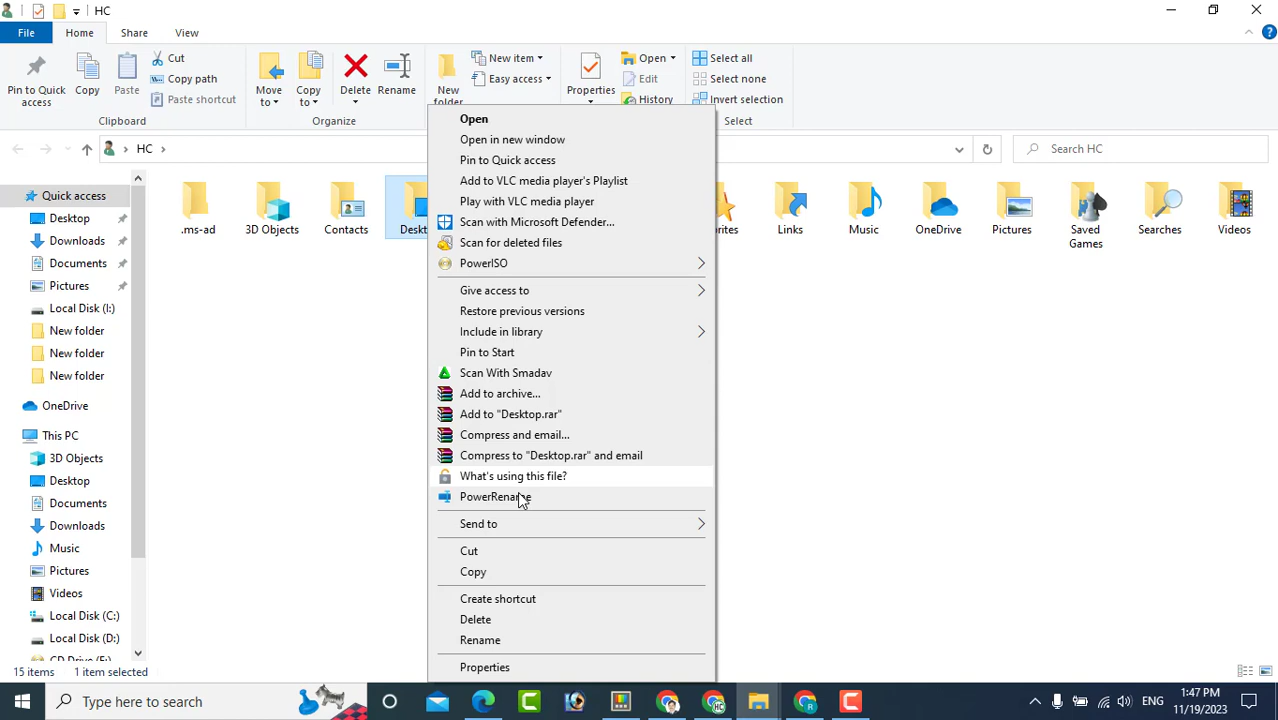 HC
File
Home
Share
View
Pin to Quick access
Copy
Paste
Cut
Copy path
Paste shortcut
Clipboard
Move to
Copy to
Delete
Rename
Organize
New folder
New item
Easy access
Properties
Open
Edit
History
Select all
Select none
Invert selection
Select
HC
Search HC
Quick access
Desktop
Downloads
Documents
Pictures
Local Disk (I:)
New folder
New folder
New folder
OneDrive
This PC
3D Objects
Desktop
Documents
Downloads
Music
Pictures
Videos
Local Disk (C:)
Local Disk (D:)
.ms-ad
3D Objects
Contacts
Links
Music
OneDrive
Pictures
Saved Games
Searches
Videos
Open
Open in new window
Pin to Quick access
Add to VLC media player's Playlist
Play with VLC media player
Scan with Microsoft Defender...
Scan for deleted files
PowerISO
Give access to
Restore previous versions
Include in library
Pin to Start
Scan With Smadav
Add to archive...
Add to "Desktop.rar"
Compress and email...
Compress to "Desktop.rar" and email
What's using this file?
PowerRename
Send to
Cut
Copy
Create shortcut
Delete
Rename
Properties
15 items
1 item selected
Type here to search
ENG
1:47 PM
11/19/2023